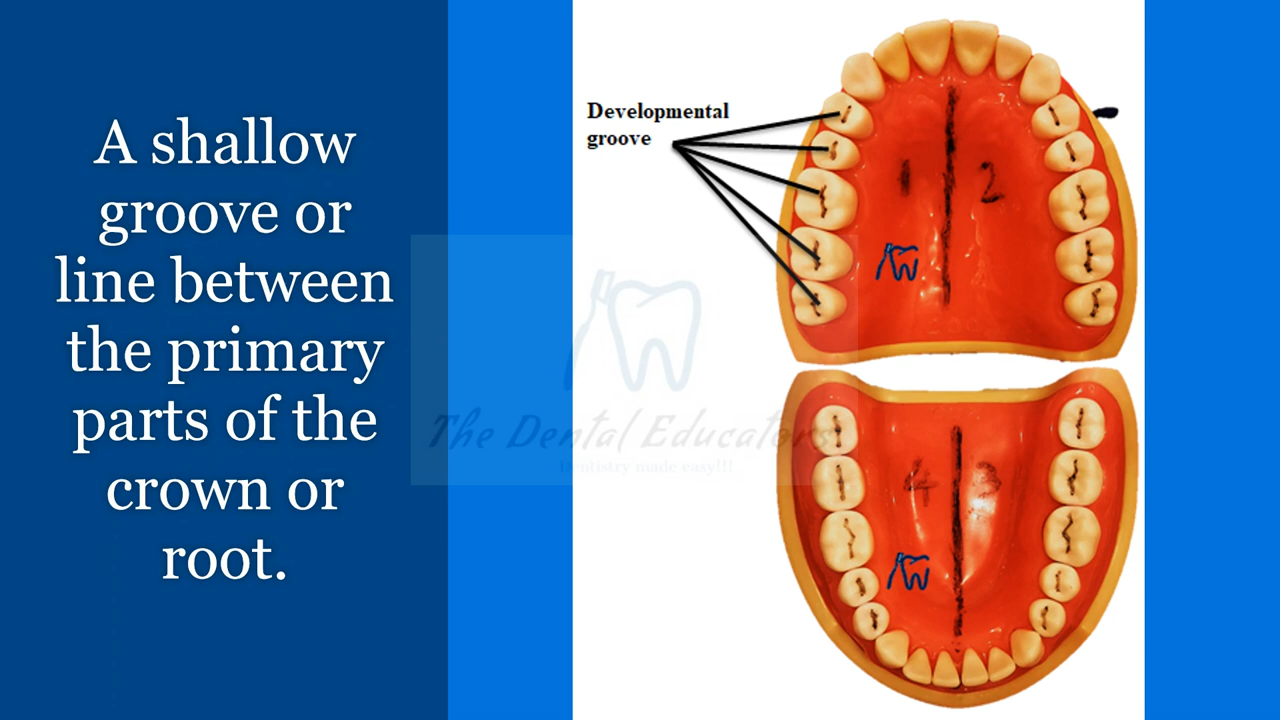 A shallow
groove or
line between
the primary
parts of the
crown or
root.
Developmental
groove
1 2
The Dental Educators
Dentistry made easy!!!
4 3